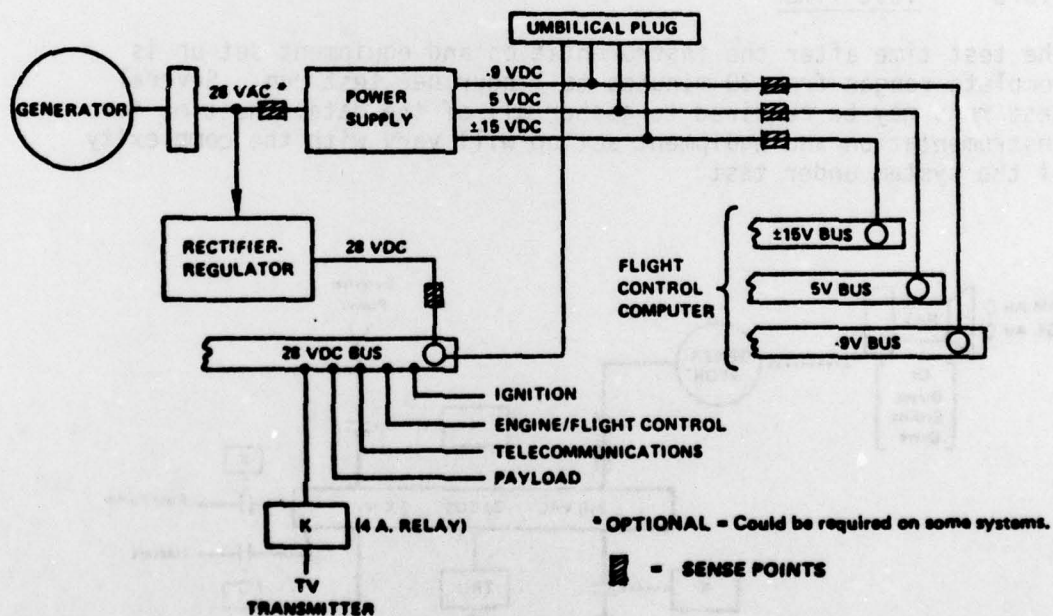 UMBILICAL PLUG
GENERATOR
28 VAC *
POWER
SUPPLY
-9 VDC
5 VDC
±15 VDC
RECTIFIER-
REGULATOR
28 VDC
FLIGHT
CONTROL
COMPUTER
±15V BUS
5V BUS
-9V BUS
28 VDC BUS
IGNITION
ENGINE/FLIGHT CONTROL
TELECOMMUNICATIONS
PAYLOAD
K
(4 A. RELAY)
TV
TRANSMITTER
* OPTIONAL = Could be required on some systems.
= SENSE POINTS